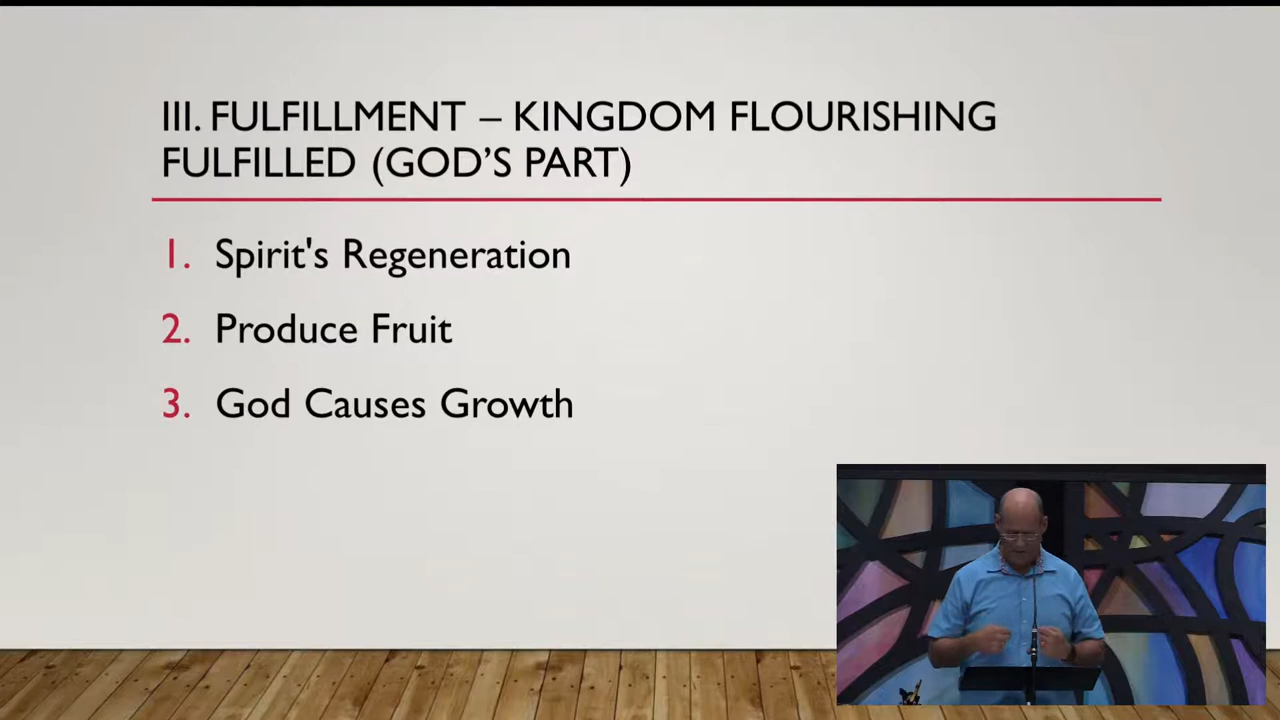 III. FULFILLMENT – KINGDOM FLOURISHING
FULFILLED (GOD’S PART)
1. Spirit's Regeneration
2. Produce Fruit
3. God Causes Growth